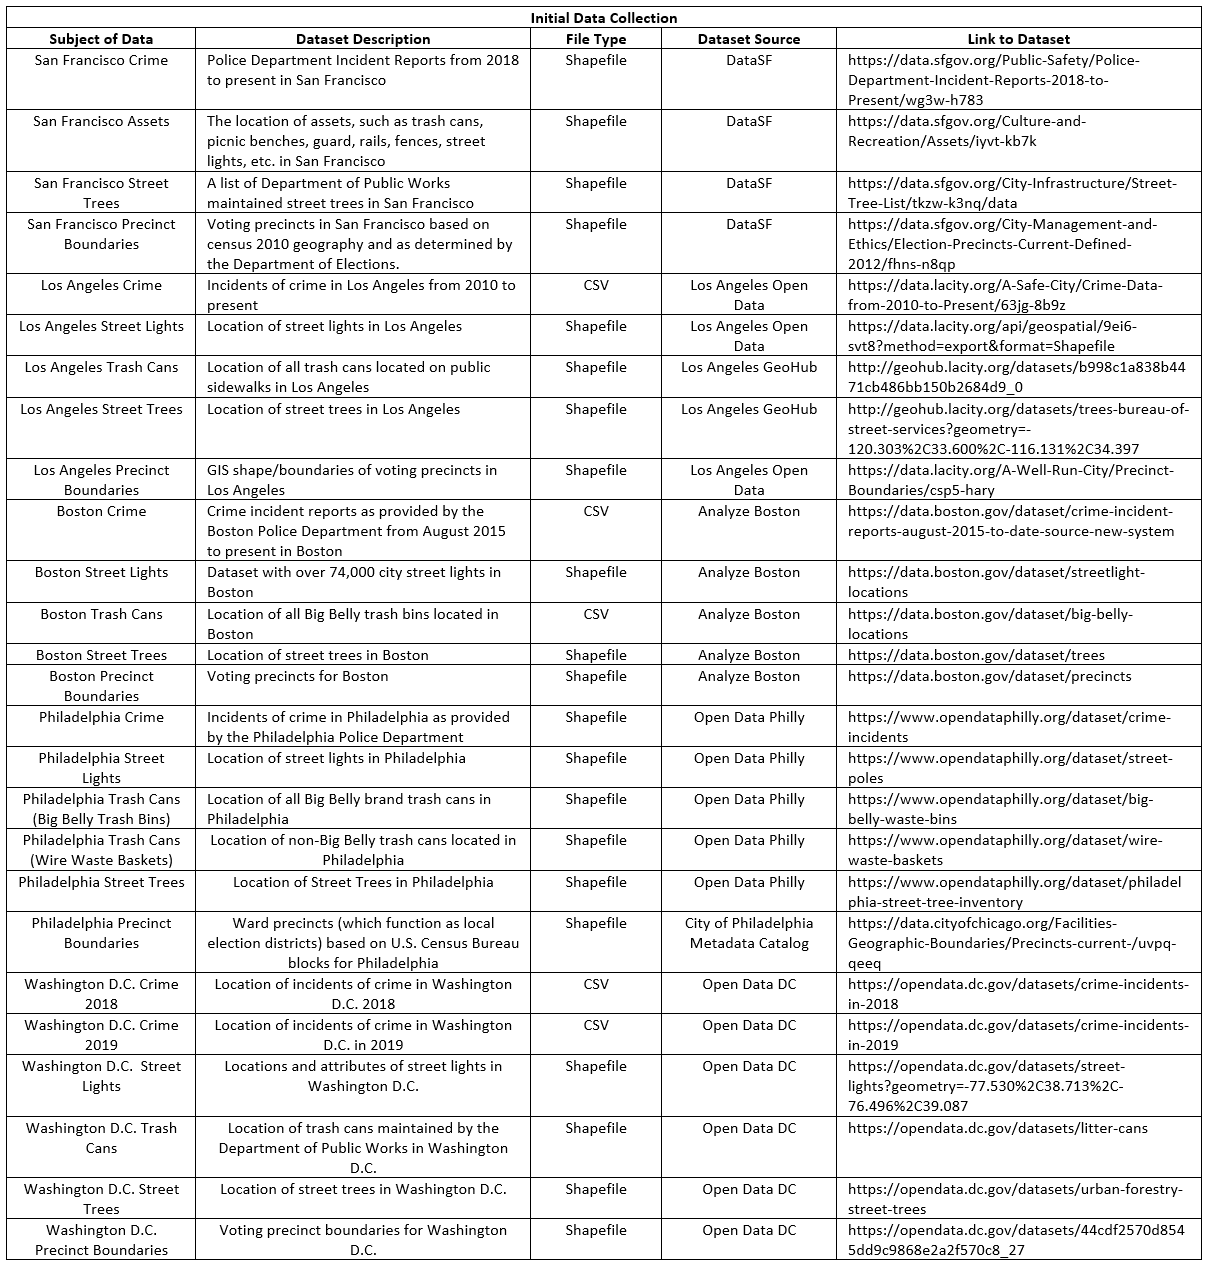 Initial Data Collection
Subject of Data
Dataset Description
File Type
Dataset Source
Link to Dataset
San Francisco Crime
Police Department Incident Reports from 2018
to present in San Francisco
Shapefile
DataSF
https://data.sfgov.org/Public-Safety/Police-
Department-Incident-Reports-2018-to-
Present/wg3w-h783
San Francisco Assets
The location of assets, such as trash cans,
picnic benches, guard, rails, fences, street
lights, etc. in San Francisco
Shapefile
DataSF
https://data.sfgov.org/Culture-and-
Recreation/Assets/iyvt-kb7k
San Francisco Street
Trees
A list of Department of Public Works
maintained street trees in San Francisco
Shapefile
DataSF
https://data.sfgov.org/City-Infrastructure/Street-
Tree-List/tkzw-k3nq/data
San Francisco Precinct
Boundaries
Voting precincts in San Francisco based on
census 2010 geography and as determined by
the Department of Elections.
Shapefile
DataSF
https://data.sfgov.org/City-Management-and-
Ethics/Election-Precincts-Current-Defined-
2012/fhns-n8qp
Los Angeles Crime
Incidents of crime in Los Angeles from 2010 to
present
CSV
Los Angeles Open
Data
https://data.lacity.org/A-Safe-City/Crime-Data-
from-2010-to-Present/63jg-8b9z
Los Angeles Street Lights
Location of street lights in Los Angeles
Shapefile
Los Angeles Open
Data
https://data.lacity.org/api/geospatial/9ei6-
svt8?method=export&format=Shapefile
Los Angeles Trash Cans
Location of all trash cans located on public
sidewalks in Los Angeles
Shapefile
Los Angeles GeoHub
http://geohub.lacity.org/datasets/b998c1a838b44
71cb486bb150b2684d9_0
Los Angeles Street Trees
Location of street trees in Los Angeles
Shapefile
Los Angeles GeoHub
http://geohub.lacity.org/datasets/trees-bureau-of-
street-services?geometry=-
120.303%2C33.600%2C-116.131%2C34.397
Los Angeles Precinct
Boundaries
GIS shape/boundaries of voting precincts in
Los Angeles
Shapefile
Los Angeles Open
Data
https://data.lacity.org/A-Well-Run-City/Precinct-
Boundaries/csp5-hary
Boston Crime
Crime incident reports as provided by the
Boston Police Department from August 2015
to present in Boston
CSV
Analyze Boston
https://data.boston.gov/dataset/crime-incident-
reports-august-2015-to-date-source-new-system
Boston Street Lights
Dataset with over 74,000 city street lights in
Boston
Shapefile
Analyze Boston
https://data.boston.gov/dataset/streetlight-
locations
Boston Trash Cans
Location of all Big Belly trash bins located in
Boston
CSV
Analyze Boston
https://data.boston.gov/dataset/big-belly-
locations
Boston Street Trees
Location of street trees in Boston
Shapefile
Analyze Boston
https://data.boston.gov/dataset/trees
Boston Precinct
Boundaries
Voting precincts for Boston
Shapefile
Analyze Boston
https://data.boston.gov/dataset/precincts
Philadelphia Crime
Incidents of crime in Philadelphia as provided
by the Philadelphia Police Department
Shapefile
Open Data Philly
https://www.opendataphilly.org/dataset/crime-
incidents
Philadelphia Street
Lights
Location of street lights in Philadelphia
Shapefile
Open Data Philly
https://www.opendataphilly.org/dataset/street-
poles
Philadelphia Trash Cans
(Big Belly Trash Bins)
Location of all Big Belly brand trash cans in
Philadelphia
Shapefile
Open Data Philly
https://www.opendataphilly.org/dataset/big-
belly-waste-bins
Philadelphia Trash Cans
(Wire Waste Baskets)
Location of non-Big Belly trash cans located in
Philadelphia
Shapefile
Open Data Philly
https://www.opendataphilly.org/dataset/wire-
waste-baskets
Philadelphia Street Trees
Location of Street Trees in Philadelphia
Shapefile
Open Data Philly
https://www.opendataphilly.org/dataset/philadel
phia-street-tree-inventory
Philadelphia Precinct
Boundaries
Ward precincts (which function as local
election districts) based on U.S. Census Bureau
blocks for Philadelphia
Shapefile
City of Philadelphia
Metadata Catalog
https://data.cityofchicago.org/Facilities-
Geographic-Boundaries/Precincts-current-/uvpq-
qeeq
Washington D.C. Crime
2018
Location of incidents of crime in Washington
D.C. 2018
CSV
Open Data DC
https://opendata.dc.gov/datasets/crime-incidents-
in-2018
Washington D.C. Crime
2019
Location of incidents of crime in Washington
D.C. in 2019
CSV
Open Data DC
https://opendata.dc.gov/datasets/crime-incidents-
in-2019
Washington D.C. Street
Lights
Locations and attributes of street lights in
Washington D.C.
Shapefile
Open Data DC
https://opendata.dc.gov/datasets/street-
lights?geometry=-77.530%2C38.713%2C-
76.496%2C39.087
Washington D.C. Trash
Cans
Location of trash cans maintained by the
Department of Public Works in Washington
D.C.
Shapefile
Open Data DC
https://opendata.dc.gov/datasets/litter-cans
Washington D.C. Street
Trees
Location of street trees in Washington D.C.
Shapefile
Open Data DC
https://opendata.dc.gov/datasets/urban-forestry-
street-trees
Washington D.C.
Precinct Boundaries
Voting precinct boundaries for Washington
D.C.
Shapefile
Open Data DC
https://opendata.dc.gov/datasets/44cdf2570d854
5dd9c9868e2a2f570c8_27